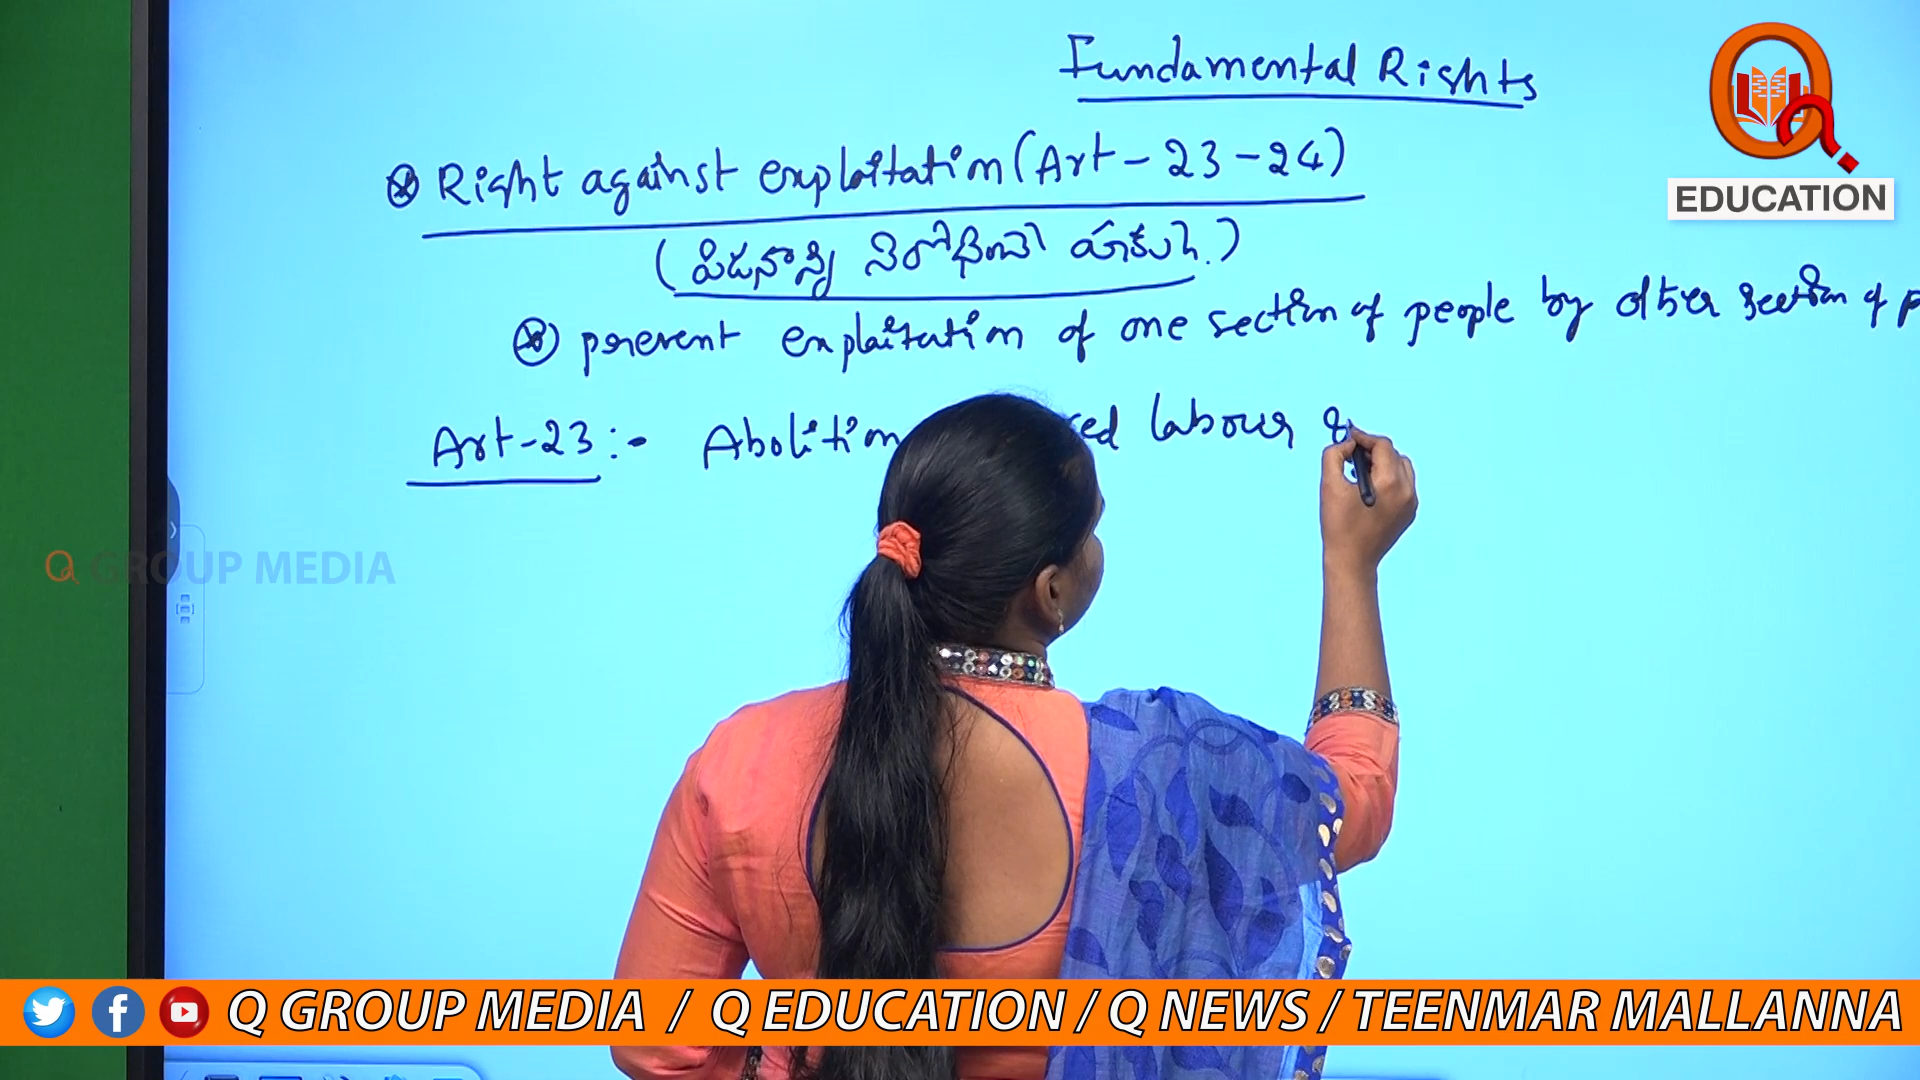 Fundamental Rights
Right against exploitation (Art - 23 - 24)
(పీడనాన్ని నిరోధించే హక్కు.)
prevent exploitation of one section of people by other section of p
Art-23 :- Abolition labour &
EDUCATION
Q GROUP MEDIA
Q GROUP MEDIA / Q EDUCATION / Q NEWS / TEENMAR MALLANNA